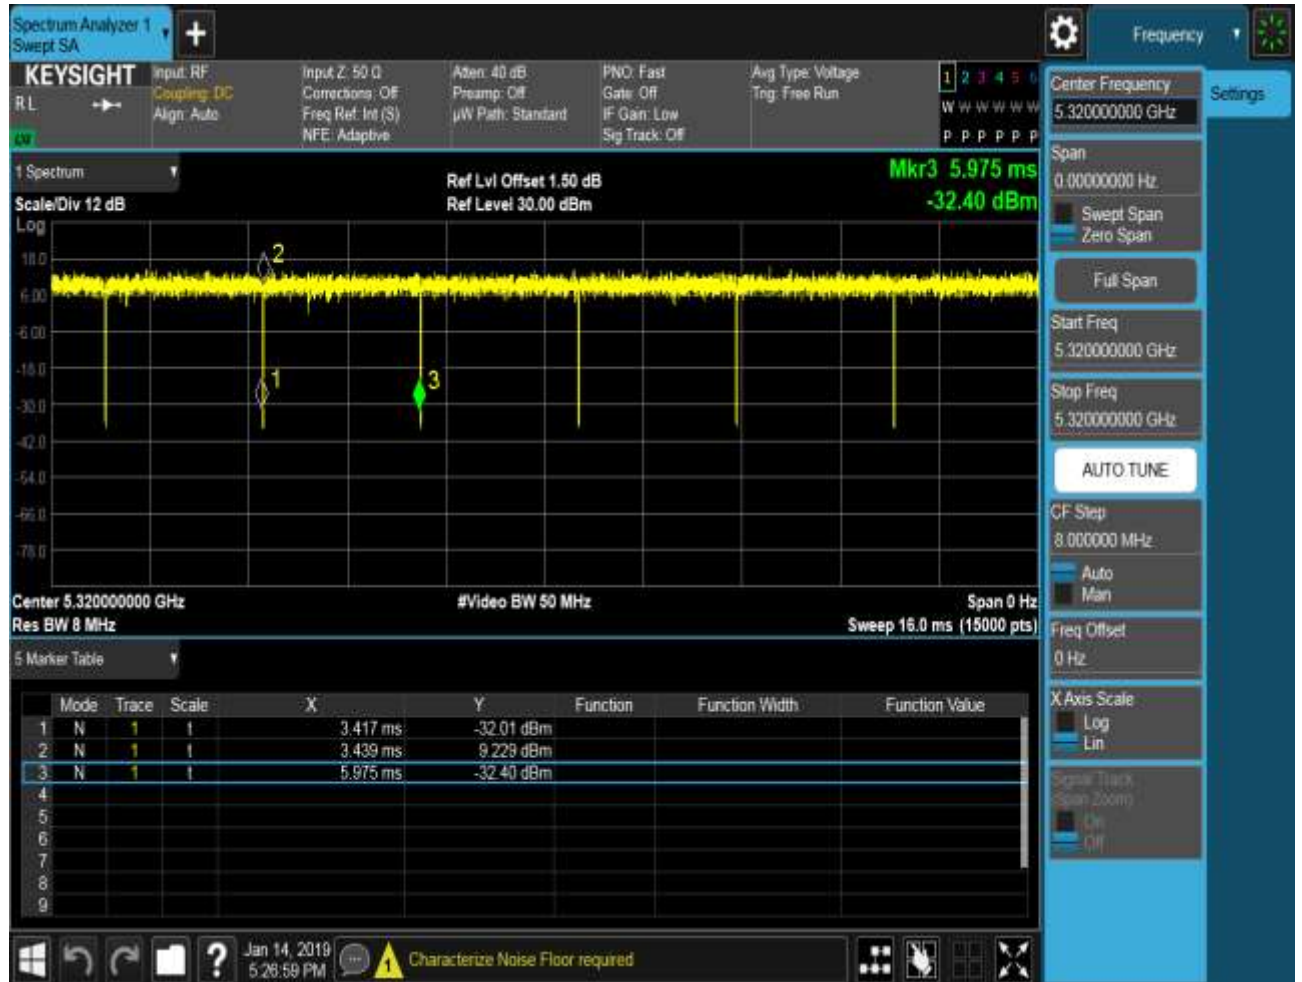 Spectrum Analyzer 1
Swept SA
Frequency
KEYSIGHT
R L
Input: RF
Coupling: DC
Align: Auto
Input Z: 50 Ω
Corrections: Off
Freq Ref: Int (S)
NFE: Adaptive
Atten: 40 dB
Preamp: Off
µW Path: Standard
PNO: Fast
Gate: Off
IF Gain: Low
Sig Track: Off
Avg Type: Voltage
Trig: Free Run
1 2 3 4 5 6
W W W W W W
P P P P P P
Center Frequency
5.320000000 GHz
Settings
1 Spectrum
Scale/Div 12 dB
Ref Lvl Offset 1.50 dB
Ref Level 30.00 dBm
Mkr3 5.975 ms
-32.40 dBm
Log
18.0
6.00
-6.00
-18.0
-30.0
-42.0
-54.0
-66.0
-78.0
2
1
3
Center 5.320000000 GHz
#Video BW 50 MHz
Span 0 Hz
Res BW 8 MHz
Sweep 16.0 ms (15000 pts)
Span
0.00000000 Hz
Swept Span
Zero Span
Full Span
Start Freq
5.320000000 GHz
Stop Freq
5.320000000 GHz
AUTO TUNE
CF Step
8.000000 MHz
Auto
Man
Freq Offset
0 Hz
X Axis Scale
Log
Lin
Signal Track
(Span Zoom)
On
Off
5 Marker Table
Mode Trace Scale X Y Function Function Width Function Value
1 N 1 t 3.417 ms -32.01 dBm
2 N 1 t 3.439 ms 9.229 dBm
3 N 1 t 5.975 ms -32.40 dBm
4
5
6
7
8
9
Jan 14, 2019
5:26:59 PM
Characterize Noise Floor required